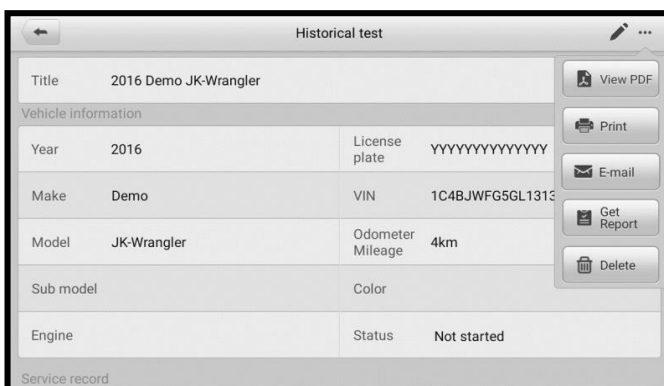 Historical test
Title 2016 Demo JK-Wrangler
View PDF
Vehicle information
Print
Year 2016 License plate YYYYYYYYYYYYYY
E-mail
Make Demo VIN 1C4BJWFG5GL1313
Get Report
Model JK-Wrangler Odometer Mileage 4km
Delete
Sub model Color
Engine Status Not started
Service record